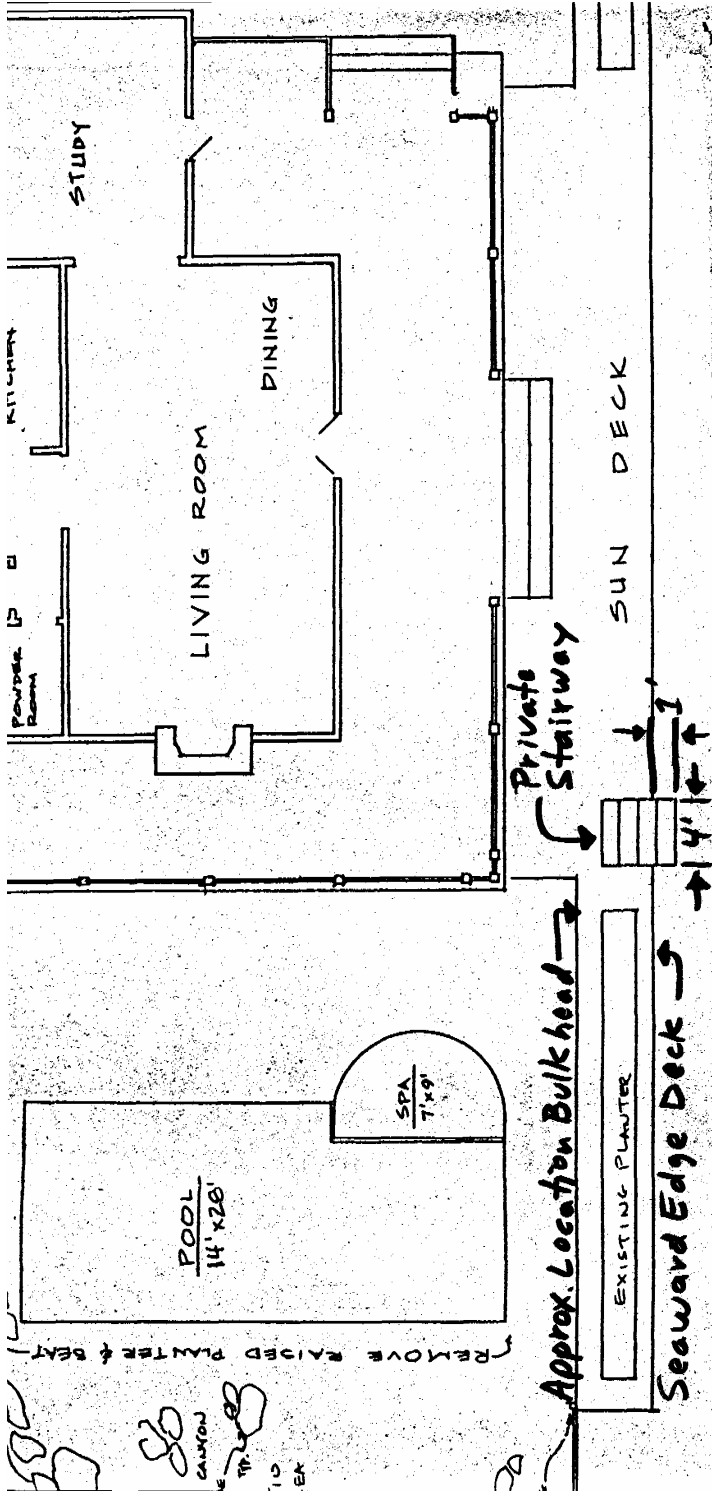 STUDY
KITCHEN
DINING
LIVING ROOM
POWDER
ROOM
SUN DECK
Private
Stairway
1'
4'
Approx. Location Bulkhead
EXISTING PLANTER
Seaward Edge Deck
SPA
7'x9'
POOL
14'x28'
REMOVE RAISED PLANTER & SEAT
CANYON
TYP.